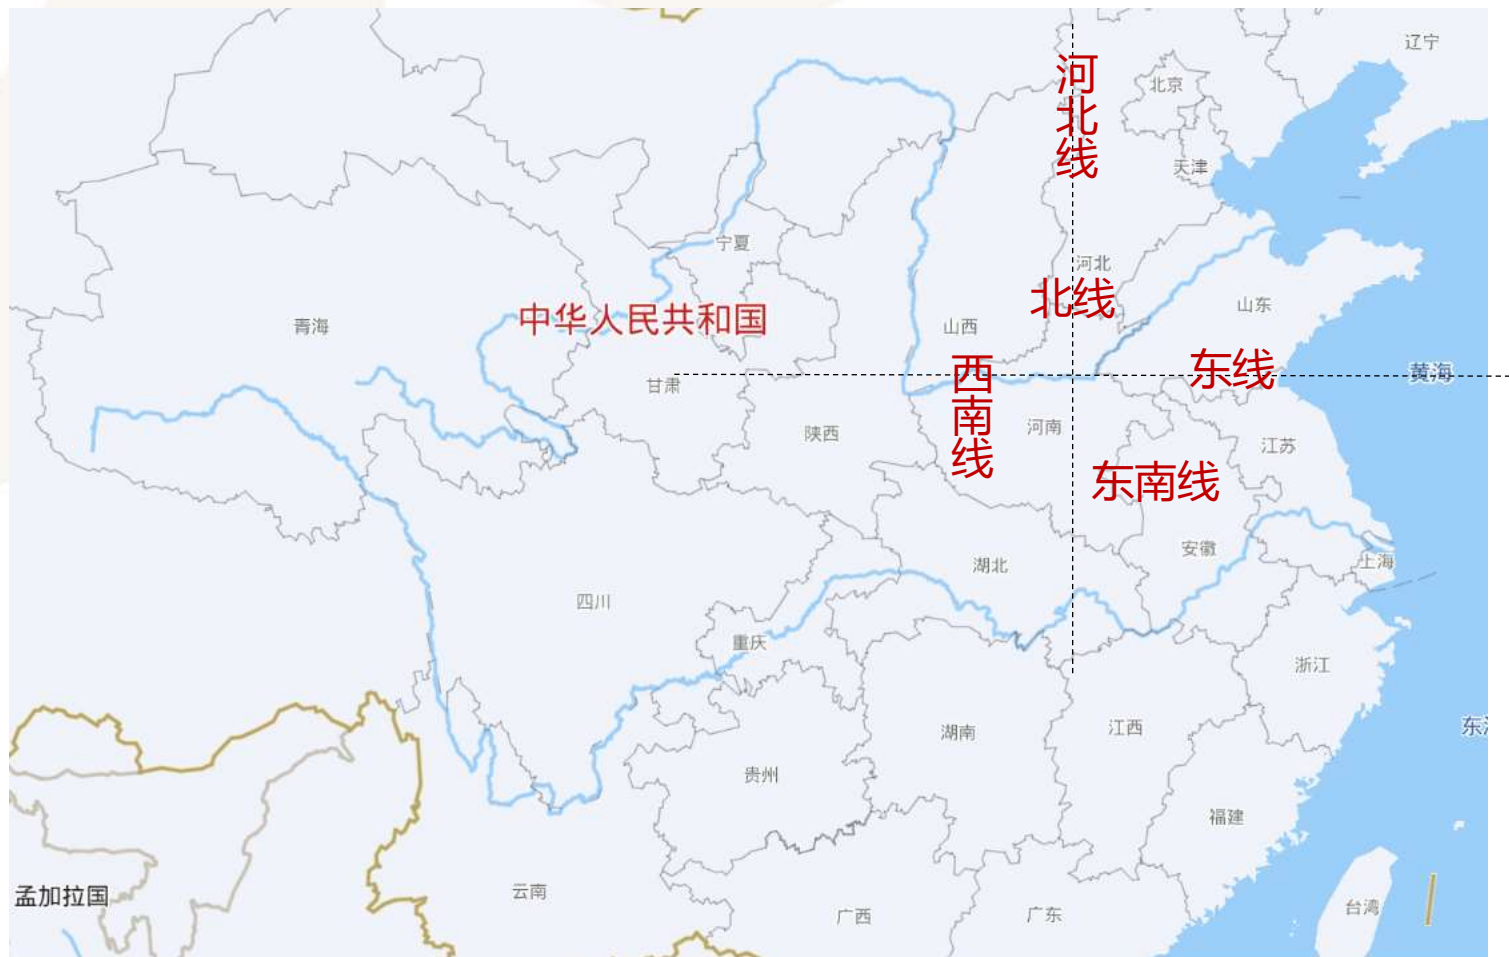 辽宁
河北线
北京
天津
宁夏
河北
北线
山东
中华人民共和国
青海
山西
西南线
东线
黄海
甘肃
陕西
河南
江苏
东南线
安徽
上海
湖北
四川
重庆
浙江
湖南
江西
东
贵州
福建
孟加拉国
云南
广西
广东
台湾